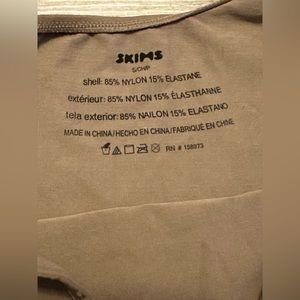 SKIMS
S/CH/P
shell: 85% NYLON 15% ELASTANE
extérieur: 85% NYLON 15% ÉLASTHANNE
tela exterior: 85% NAILON 15% ELASTANO
MADE IN CHINA/HECHO EN CHINA/FABRIQUÉ EN CHINE
RN # 158973